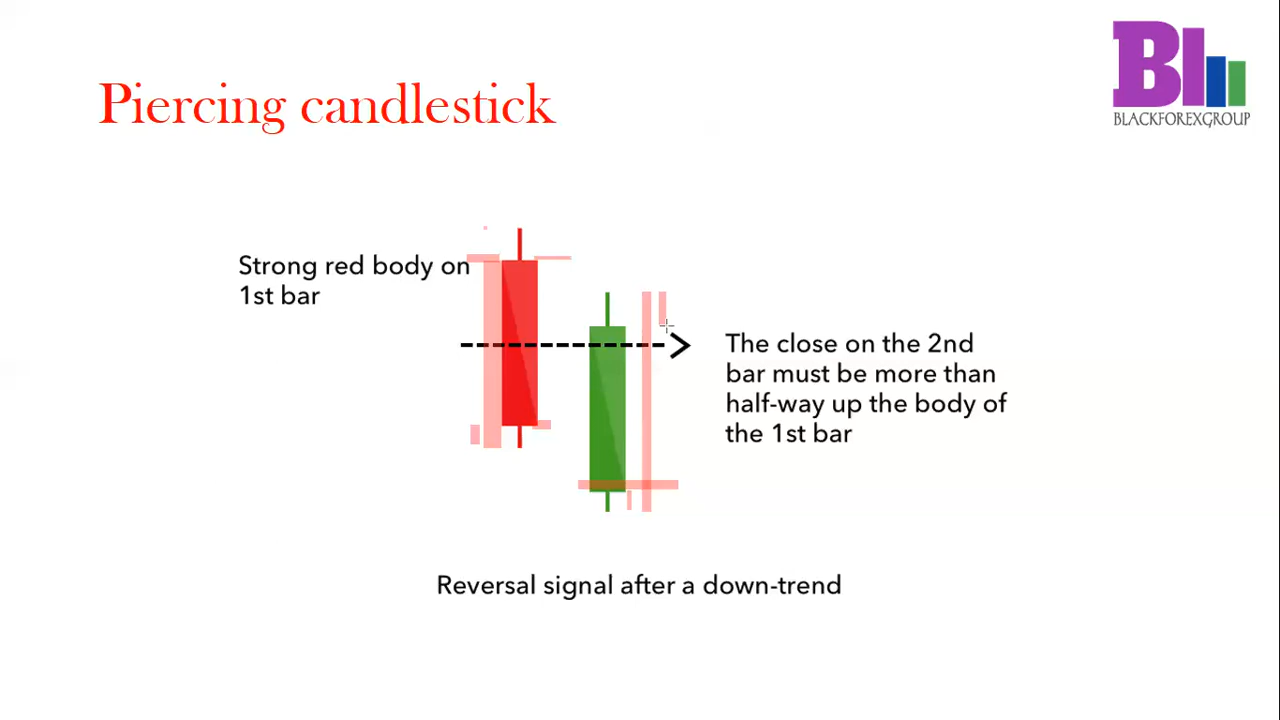 Piercing candlestick
BI
BLACKFOREXGROUP
Strong red body on
1st bar
The close on the 2nd
bar must be more than
half-way up the body of
the 1st bar
Reversal signal after a down-trend